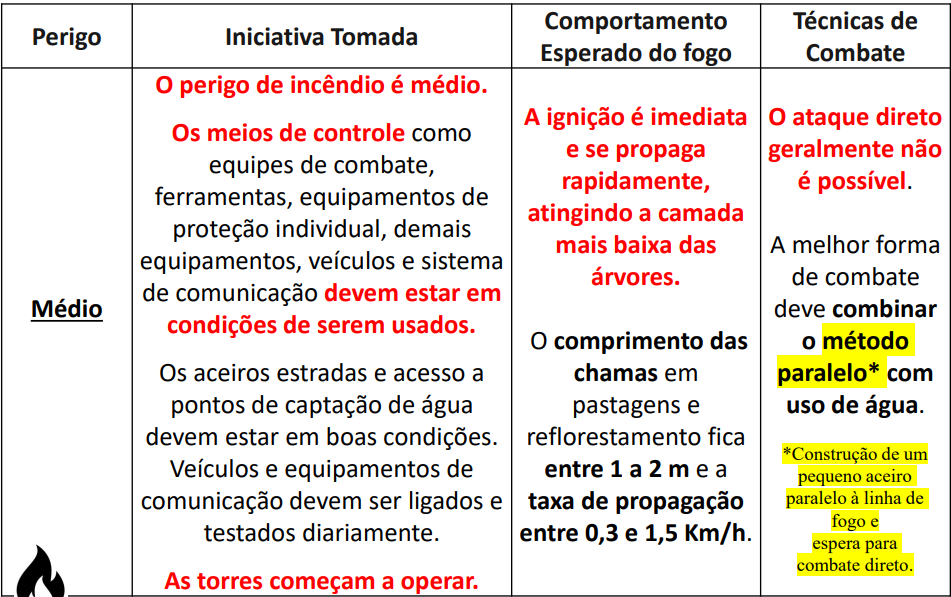 Perigo
Iniciativa Tomada
Comportamento
Esperado do fogo
Técnicas de
Combate
Médio
O perigo de incêndio é médio.
Os meios de controle como
equipes de combate,
ferramentas, equipamentos de
proteção individual, demais
equipamentos, veículos e sistema
de comunicação devem estar em
condições de serem usados.
Os aceiros estradas e acesso a
pontos de captação de água
devem estar em boas condições.
Veículos e equipamentos de
comunicação devem ser ligados e
testados diariamente.
As torres começam a operar.
A ignição é imediata
e se propaga
rapidamente,
atingindo a camada
mais baixa das
árvores.
O comprimento das
chamas em
pastagens e
reflorestamento fica
entre 1 a 2 m e a
taxa de propagação
entre 0,3 e 1,5 Km/h.
O ataque direto
geralmente não
é possível.
A melhor forma
de combate
deve combinar
o método
paralelo* com
uso de água.
*Construção de um
pequeno aceiro
paralelo à linha de
fogo e
espera para
combate direto.